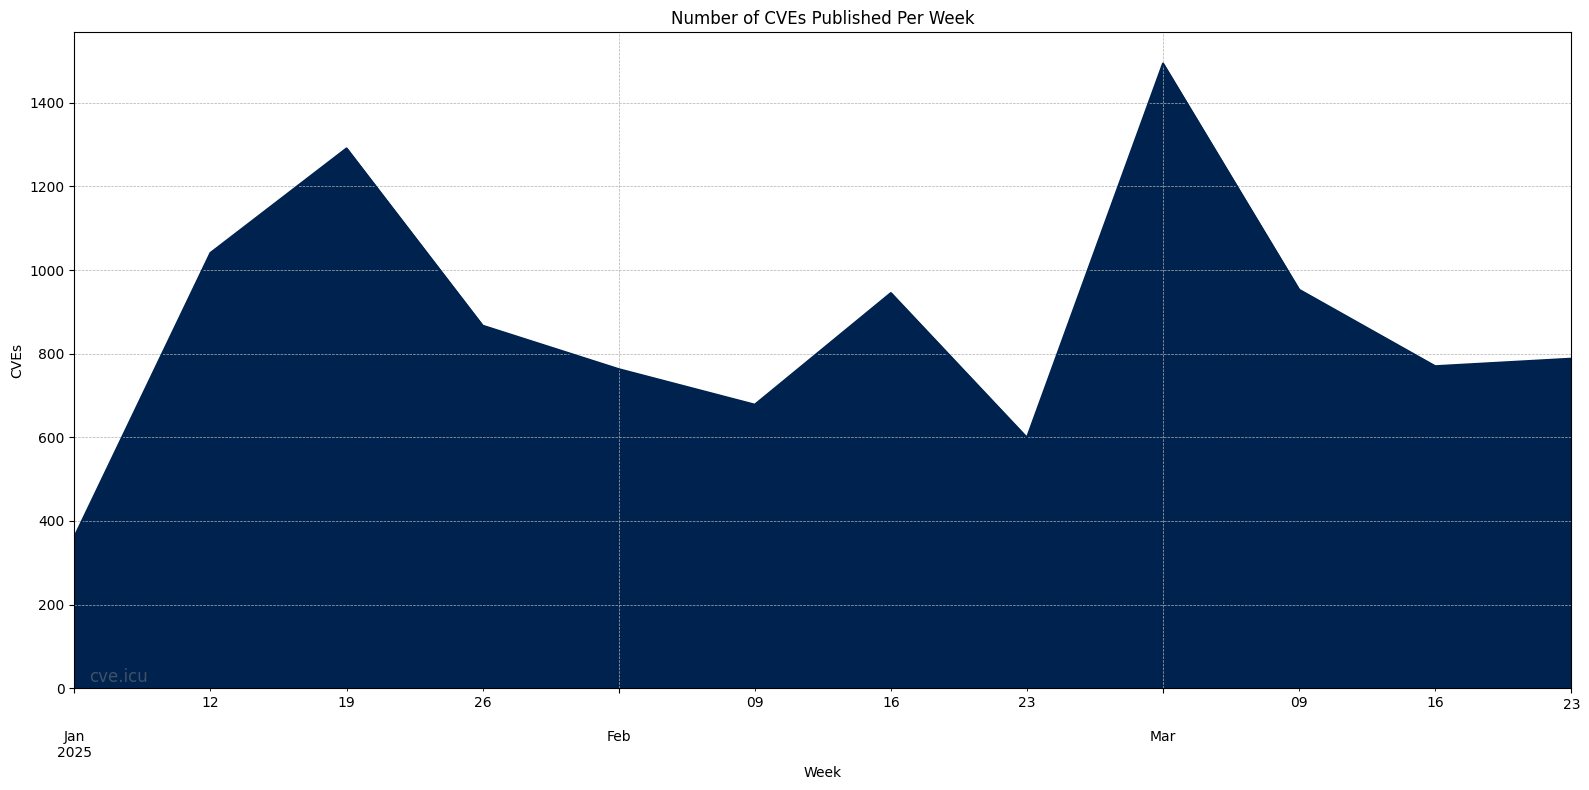 Number of CVEs Published Per Week
1400
1200
1000
800
600
400
200
0
CVEs
cve.icu
12 19 26 09 16 23 09 16 23
Jan Feb Mar
2025
Week